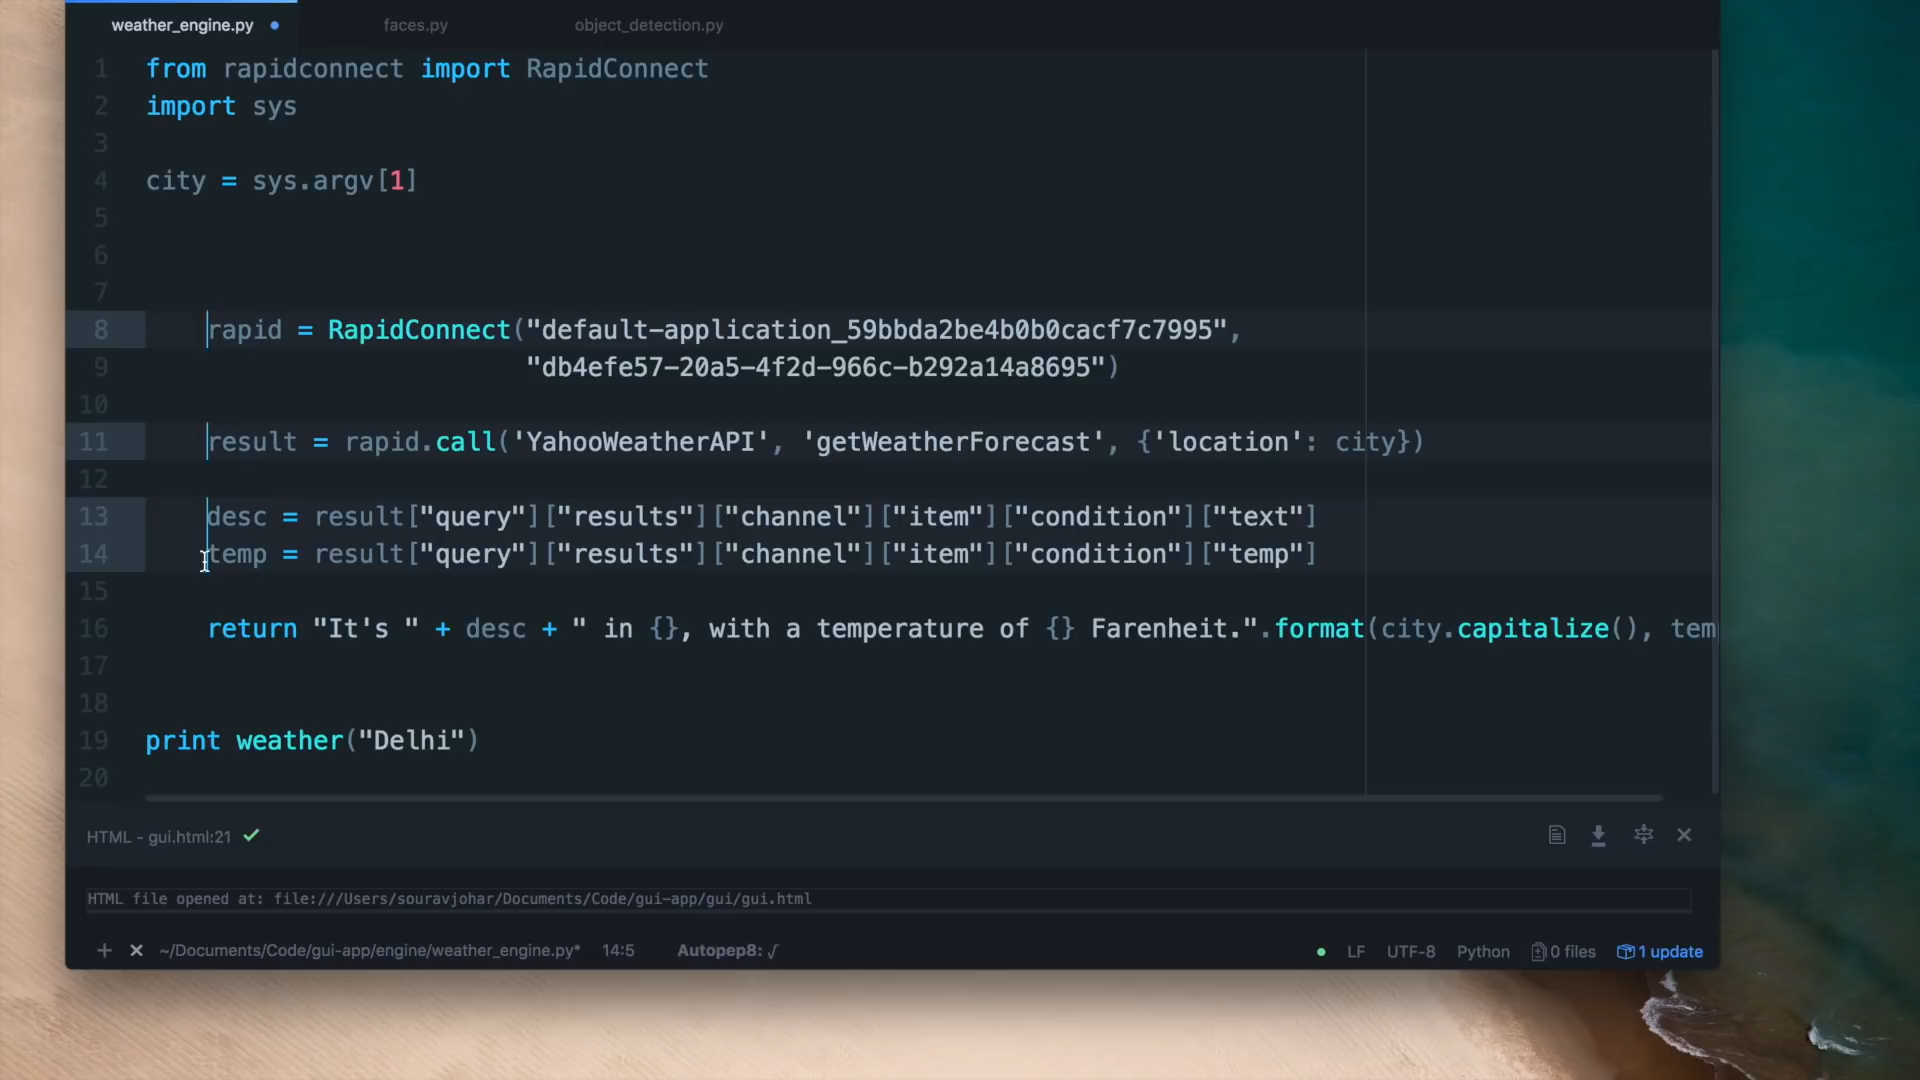 weather_engine.py
faces.py
object_detection.py
1 from rapidconnect import RapidConnect
2 import sys
3
4 city = sys.argv[1]
5
6
7
8     rapid = RapidConnect("default-application_59bbda2be4b0b0cacf7c7995",
9                          "db4efe57-20a5-4f2d-966c-b292a14a8695")
10
11     result = rapid.call('YahooWeatherAPI', 'getWeatherForecast', {'location': city})
12
13     desc = result["query"]["results"]["channel"]["item"]["condition"]["text"]
14     temp = result["query"]["results"]["channel"]["item"]["condition"]["temp"]
15
16     return "It's " + desc + " in {}, with a temperature of {} Farenheit.".format(city.capitalize(), tem
17
18
19 print weather("Delhi")
20
HTML - gui.html:21
HTML file opened at: file:///Users/souravjohar/Documents/Code/gui-app/gui/gui.html
~/Documents/Code/gui-app/engine/weather_engine.py* 14:5 Autopep8: √ LF UTF-8 Python 0 files 1 update